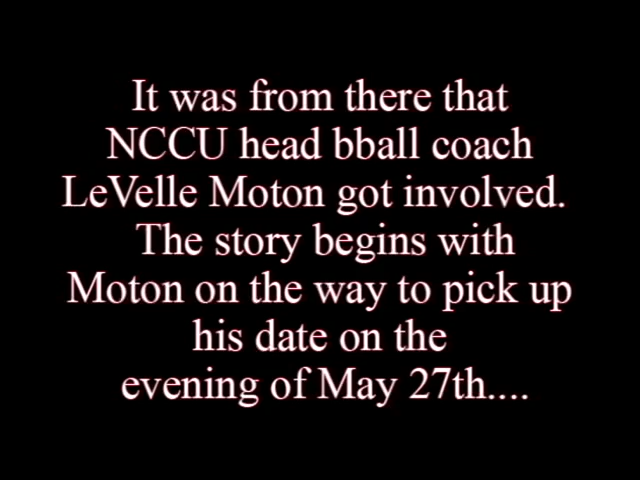 It was from there that
NCCU head bball coach
LeVelle Moton got involved.
The story begins with
Moton on the way to pick up
his date on the
evening of May 27th....